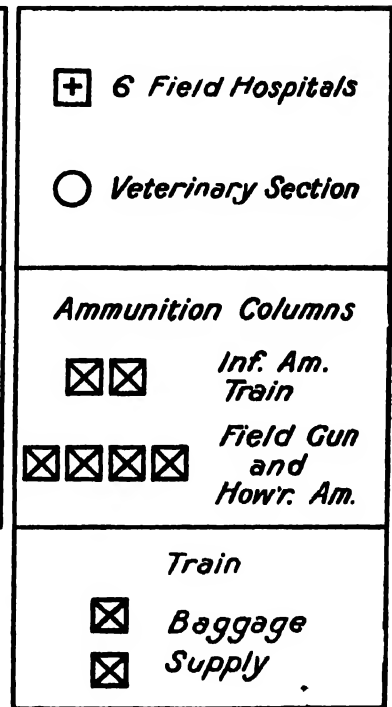 6 Field Hospitals
Veterinary Section
Ammunition Columns
Inf. Am.
Train
Field Gun
and
How'r. Am.
Train
Baggage
Supply